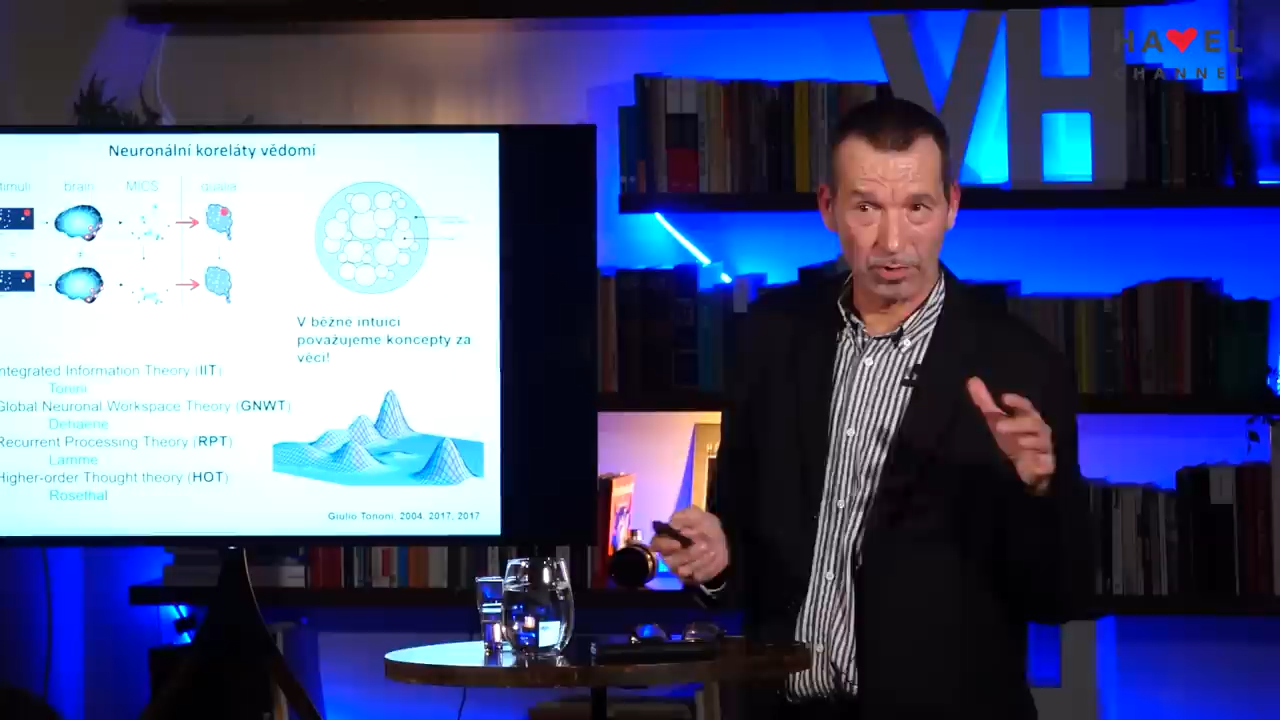 HAVEL
CHANNEL
VH
Neuronální koreláty vědomí
timuli brain MICS qualia
V běžné intuici
považujeme koncepty za
věci!
ntegrated Information Theory (IIT)
Tononi
Global Neuronal Workspace Theory (GNWT)
Dehaene
Recurrent Processing Theory (RPT)
Lamme
Higher-order Thought theory (HOT)
Rosethal
Giulio Tononi, 2004, 2017, 2017